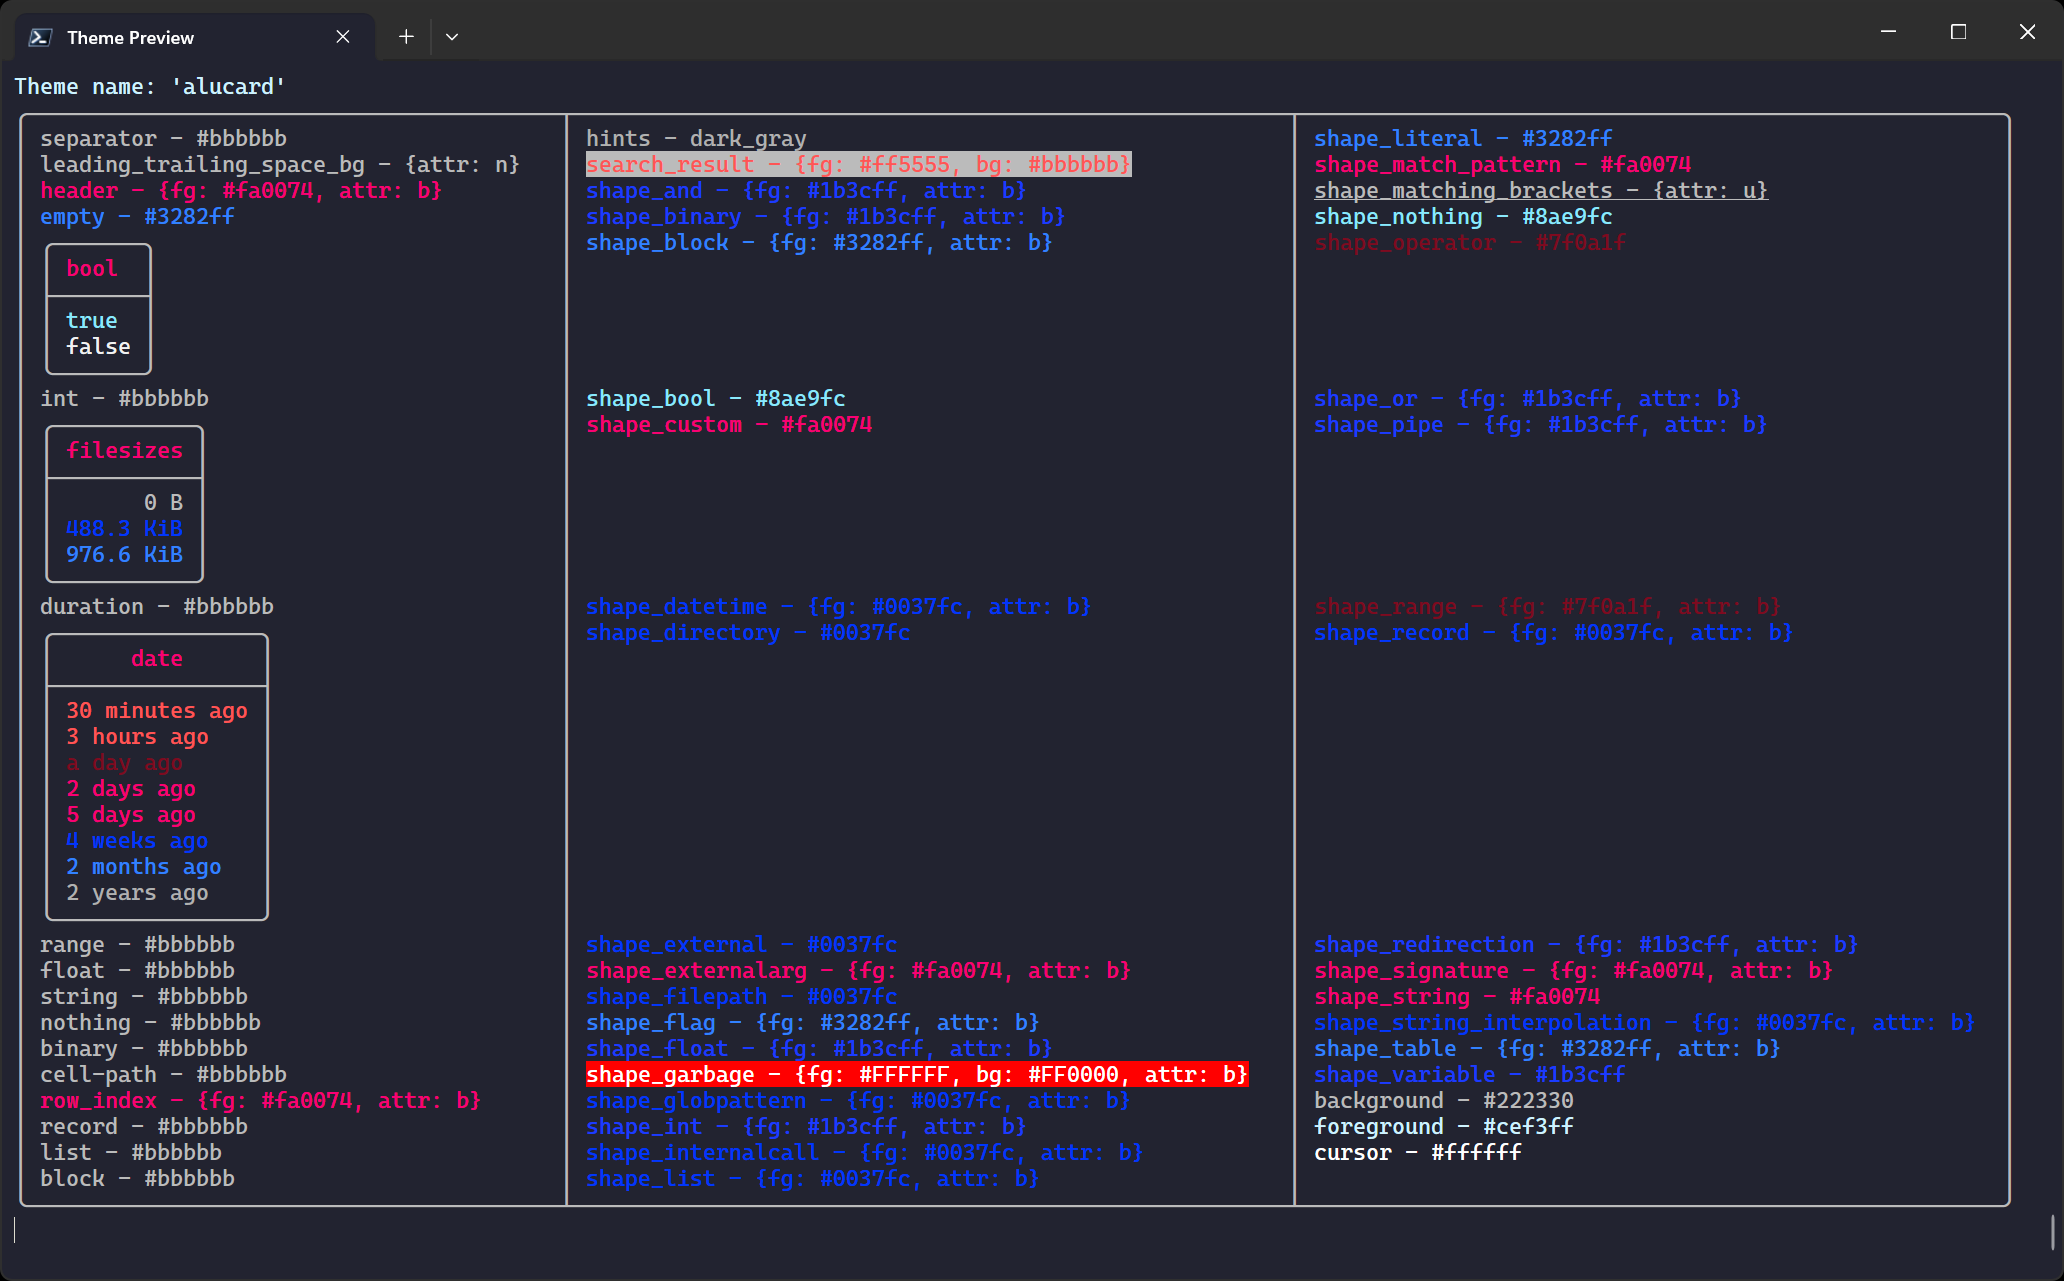 Theme Preview
Theme name: 'alucard'
separator - #bbbbbb
leading_trailing_space_bg - {attr: n}
header - {fg: #fa0074, attr: b}
empty - #3282ff
bool
true
false
int - #bbbbbb
filesizes
0 B
488.3 KiB
976.6 KiB
duration - #bbbbbb
date
30 minutes ago
3 hours ago
a day ago
2 days ago
5 days ago
4 weeks ago
2 months ago
2 years ago
range - #bbbbbb
float - #bbbbbb
string - #bbbbbb
nothing - #bbbbbb
binary - #bbbbbb
cell-path - #bbbbbb
row_index - {fg: #fa0074, attr: b}
record - #bbbbbb
list - #bbbbbb
block - #bbbbbb
hints - dark_gray
search_result - {fg: #ff5555, bg: #bbbbbb}
shape_and - {fg: #1b3cff, attr: b}
shape_binary - {fg: #1b3cff, attr: b}
shape_block - {fg: #3282ff, attr: b}
shape_bool - #8ae9fc
shape_custom - #fa0074
shape_datetime - {fg: #0037fc, attr: b}
shape_directory - #0037fc
shape_external - #0037fc
shape_externalarg - {fg: #fa0074, attr: b}
shape_filepath - #0037fc
shape_flag - {fg: #3282ff, attr: b}
shape_float - {fg: #1b3cff, attr: b}
shape_garbage - {fg: #FFFFFF, bg: #FF0000, attr: b}
shape_globpattern - {fg: #0037fc, attr: b}
shape_int - {fg: #1b3cff, attr: b}
shape_internalcall - {fg: #0037fc, attr: b}
shape_list - {fg: #0037fc, attr: b}
shape_literal - #3282ff
shape_match_pattern - #fa0074
shape_matching_brackets - {attr: u}
shape_nothing - #8ae9fc
shape_operator - #7f0a1f
shape_or - {fg: #1b3cff, attr: b}
shape_pipe - {fg: #1b3cff, attr: b}
shape_range - {fg: #7f0a1f, attr: b}
shape_record - {fg: #0037fc, attr: b}
shape_redirection - {fg: #1b3cff, attr: b}
shape_signature - {fg: #fa0074, attr: b}
shape_string - #fa0074
shape_string_interpolation - {fg: #0037fc, attr: b}
shape_table - {fg: #3282ff, attr: b}
shape_variable - #1b3cff
background - #222330
foreground - #cef3ff
cursor - #ffffff